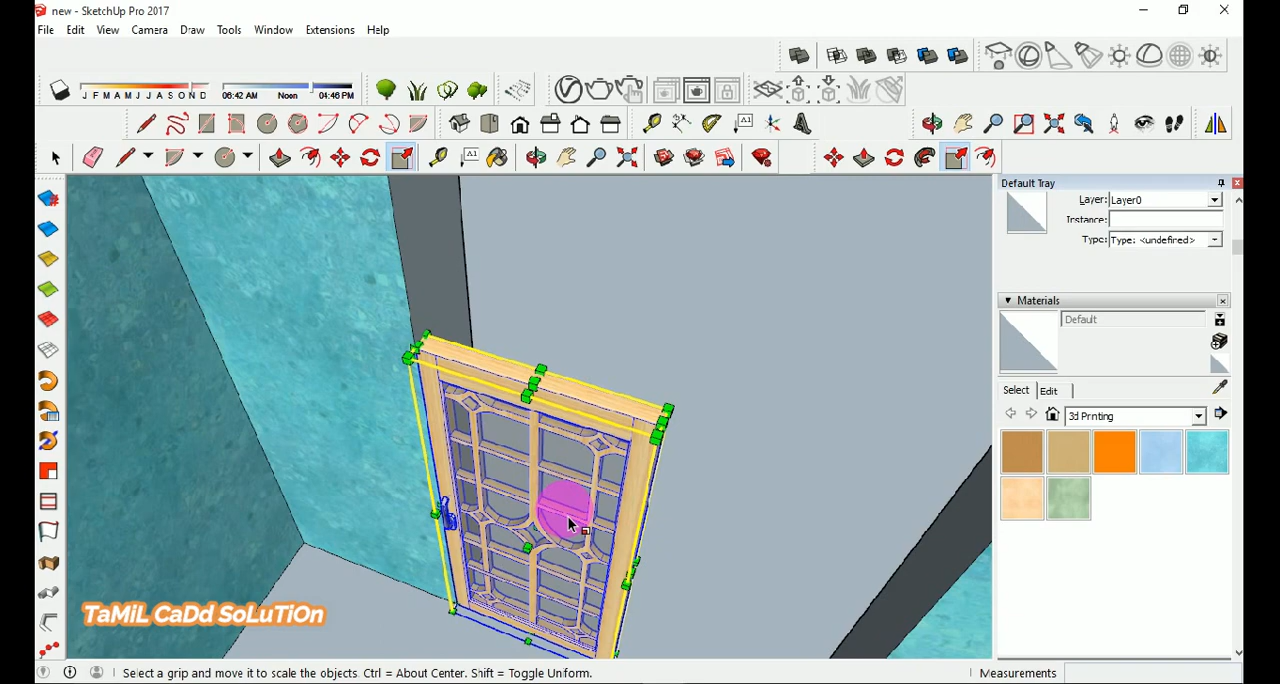 new - SketchUp Pro 2017
File Edit View Camera Draw Tools Window Extensions Help
J F M A M J J A S O N D
06:42 AM Noon 04:46 PM
A1
A1
Default Tray
Layer: Layer0
Instance:
Type: Type: <undefined>
Materials
Default
Select Edit
3d Printing
TaMiL CaDd SoLuTiOn
Select a grip and move it to scale the objects. Ctrl = About Center. Shift = Toggle Uniform.
Measurements